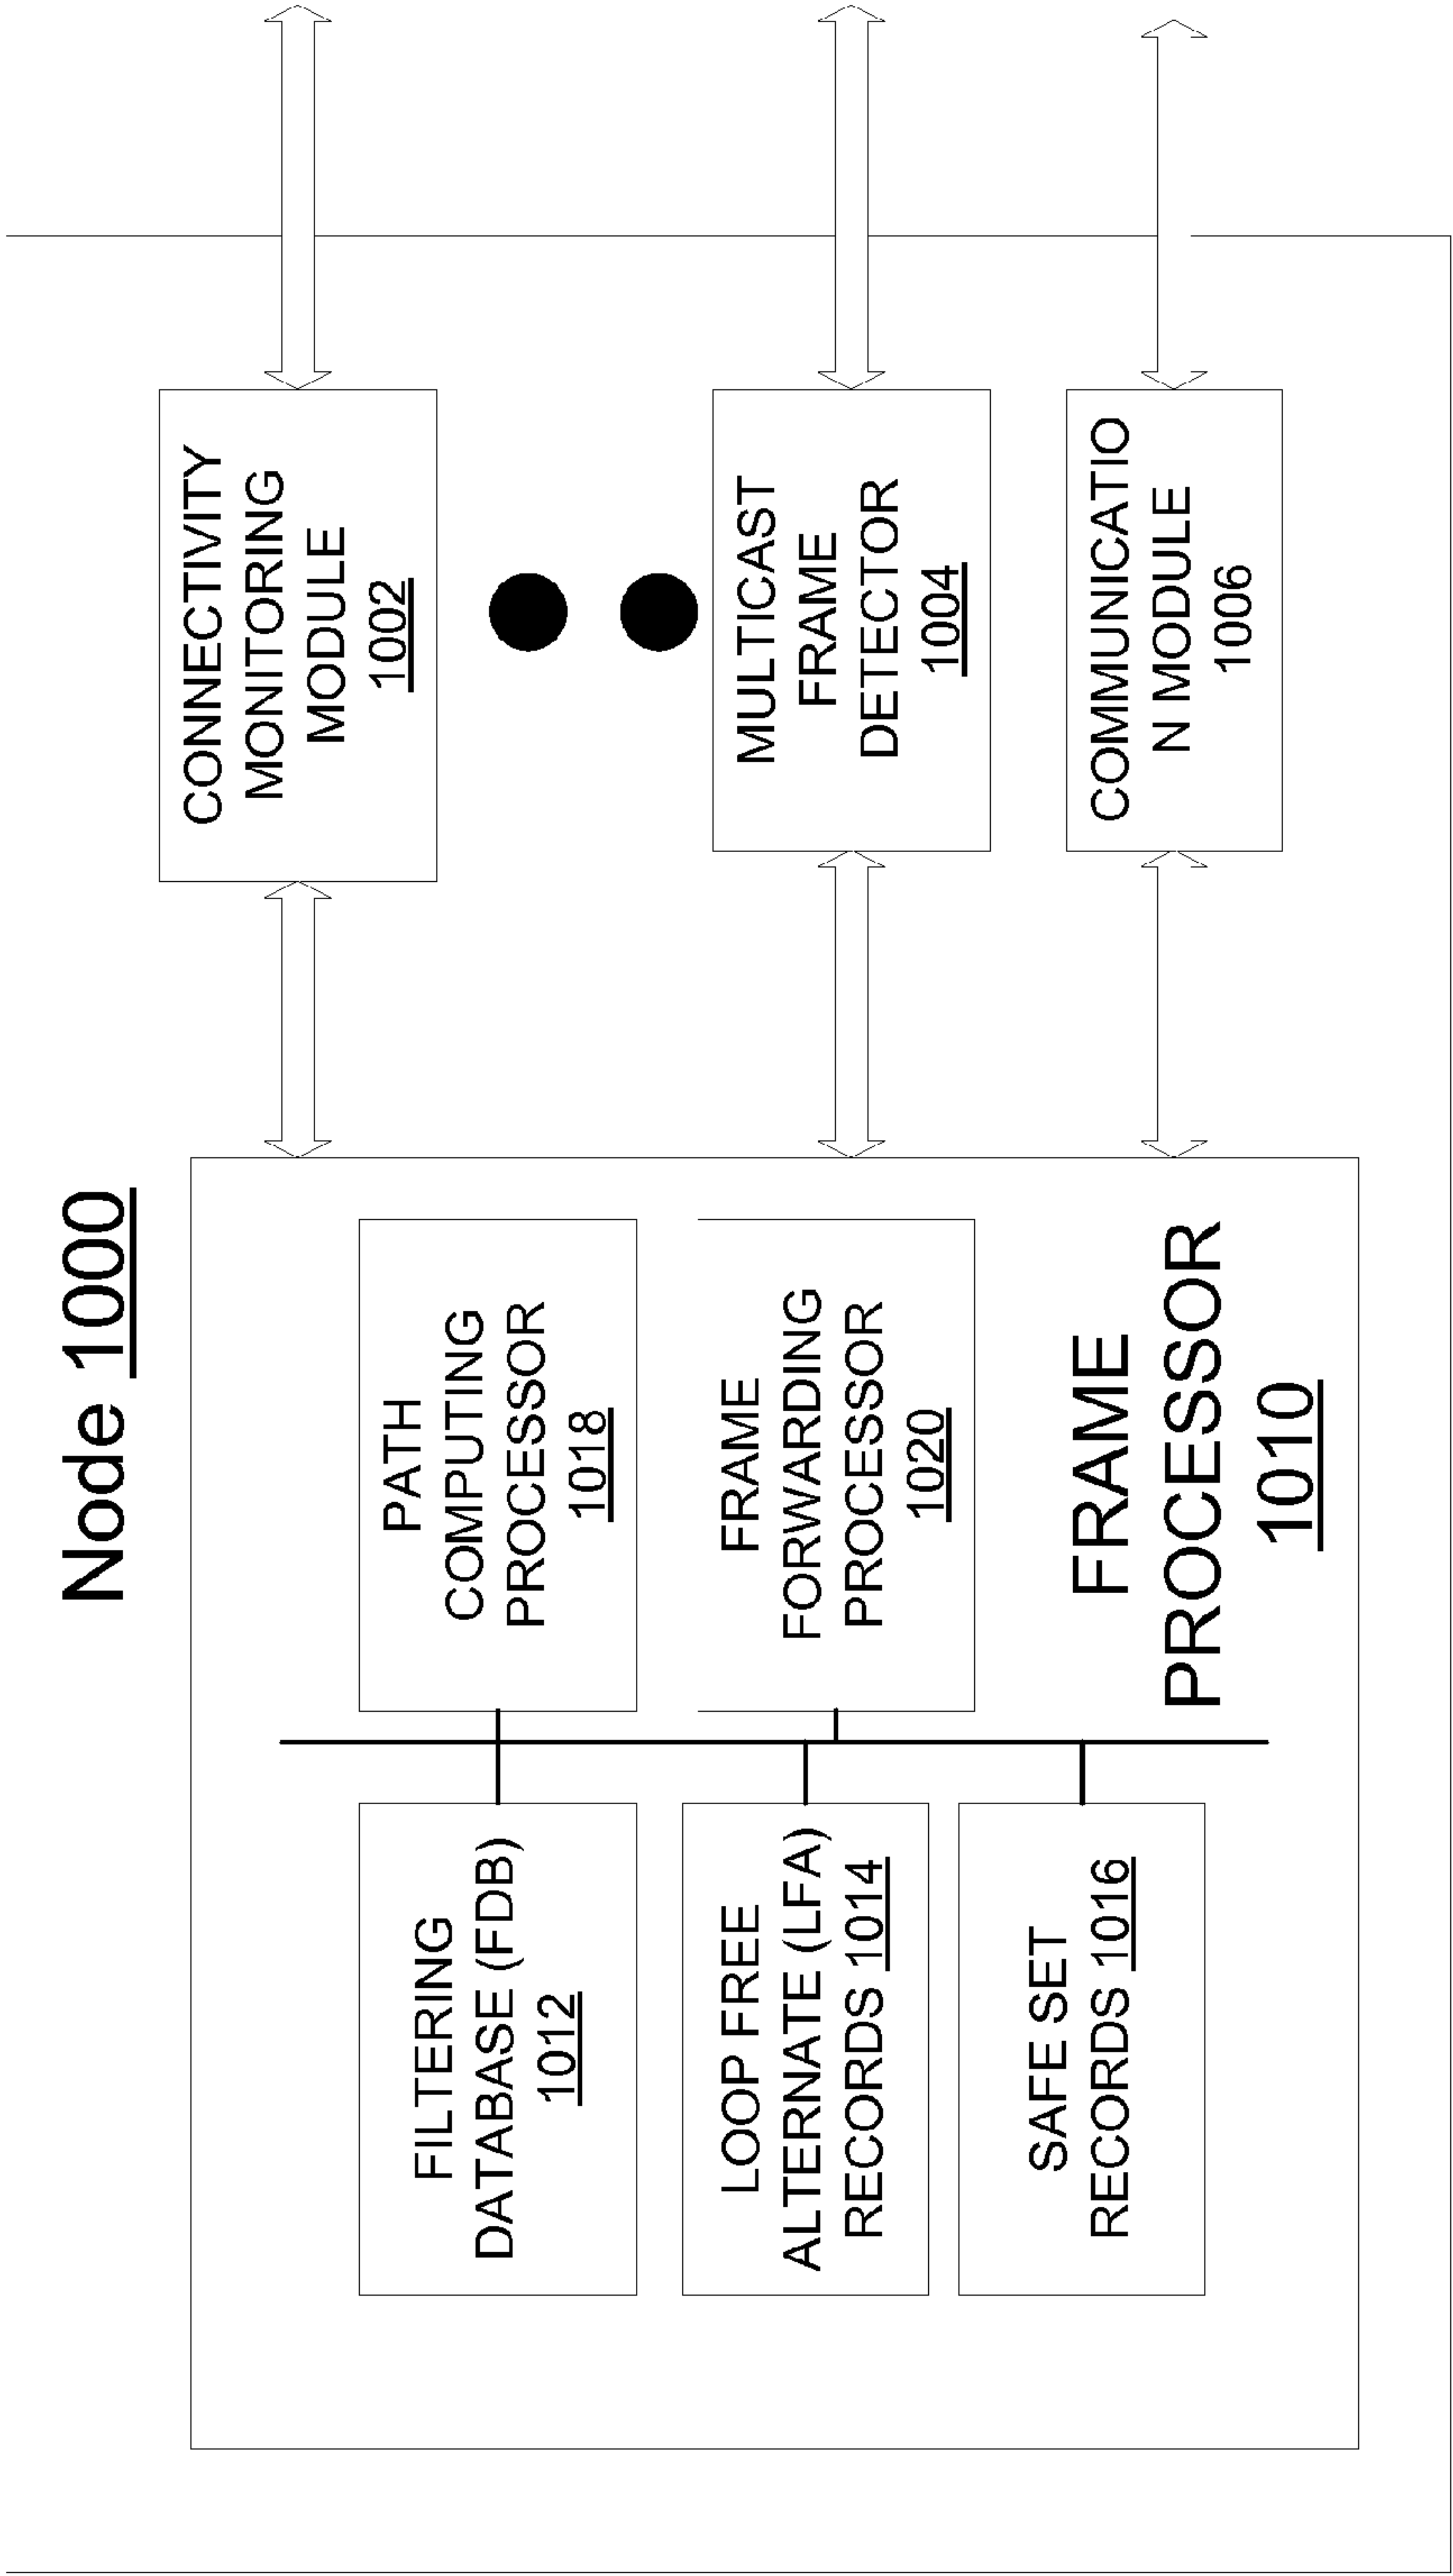 Node 1000
FILTERING
DATABASE (FDB)
1012
LOOP FREE
ALTERNATE (LFA)
RECORDS 1014
SAFE SET
RECORDS 1016
PATH
COMPUTING
PROCESSOR
1018
FRAME
FORWARDING
PROCESSOR
1020
FRAME
PROCESSOR
1010
CONNECTIVITY
MONITORING
MODULE
1002
MULTICAST
FRAME
DETECTOR
1004
COMMUNICATIO
N MODULE
1006